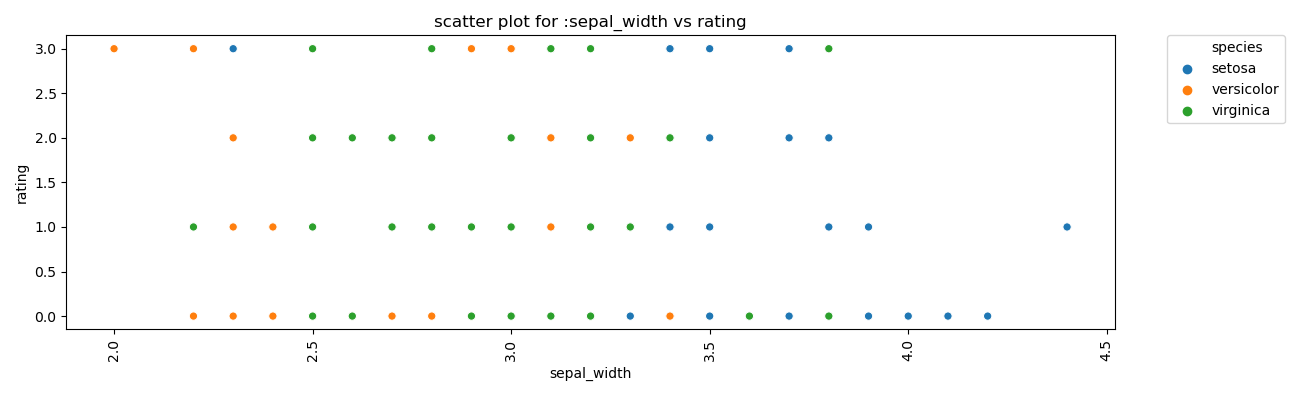 scatter plot for :sepal_width vs rating
species
setosa
versicolor
virginica
rating
3.0
2.5
2.0
1.5
1.0
0.5
0.0
2.0 2.5 3.0 3.5 4.0 4.5
sepal_width